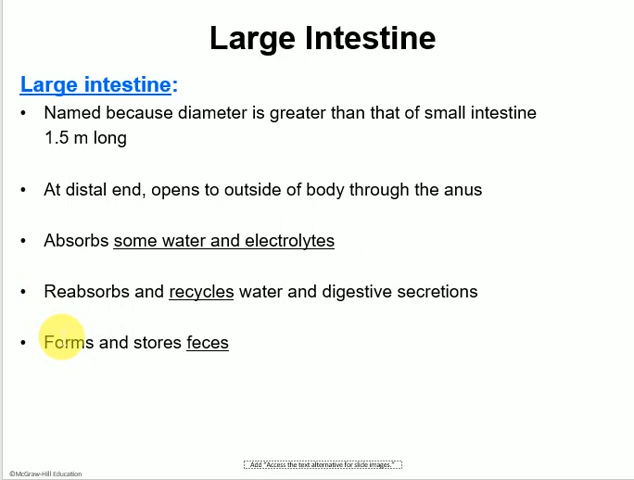 Large Intestine
Large intestine:
• Named because diameter is greater than that of small intestine
1.5 m long
• At distal end, opens to outside of body through the anus
• Absorbs some water and electrolytes
• Reabsorbs and recycles water and digestive secretions
• Forms and stores feces
Add "Access the text alternative for slide images."
©McGraw-Hill Education